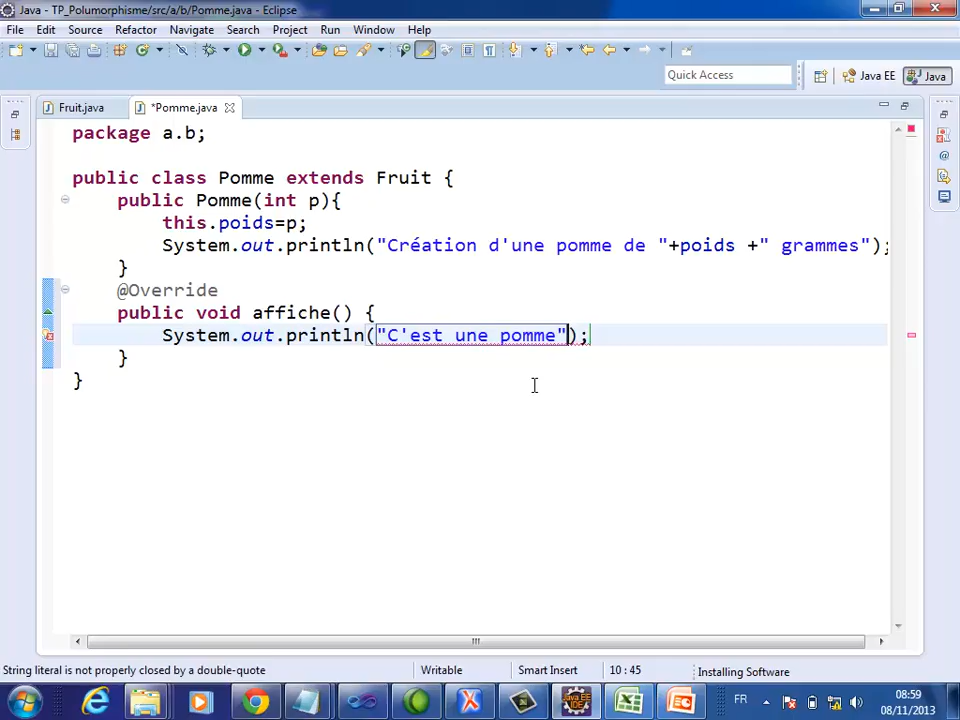 Java - TP_Polumorphisme/src/a/b/Pomme.java - Eclipse
File Edit Source Refactor Navigate Search Project Run Window Help
Quick Access
Java EE
Java
Fruit.java
*Pomme.java
package a.b;
public class Pomme extends Fruit {
public Pomme(int p){
this.poids=p;
System.out.println("Création d'une pomme de "+poids +" grammes");
}
@Override
public void affiche() {
System.out.println("C'est une pomme");
}
}
String literal is not properly closed by a double-quote
Writable
Smart Insert
10 : 45
Installing Software
FR
08:59
08/11/2013